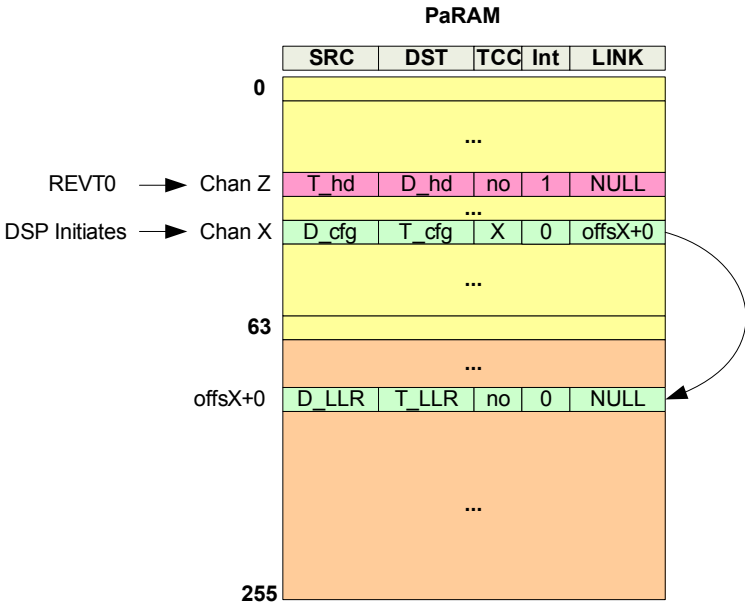 PaRAM
SRC DST TCC Int LINK
0
...
REVT0 Chan Z T_hd D_hd no 1 NULL
...
DSP Initiates Chan X D_cfg T_cfg X 0 offsX+0
...
63
...
offsX+0 D_LLR T_LLR no 0 NULL
...
255